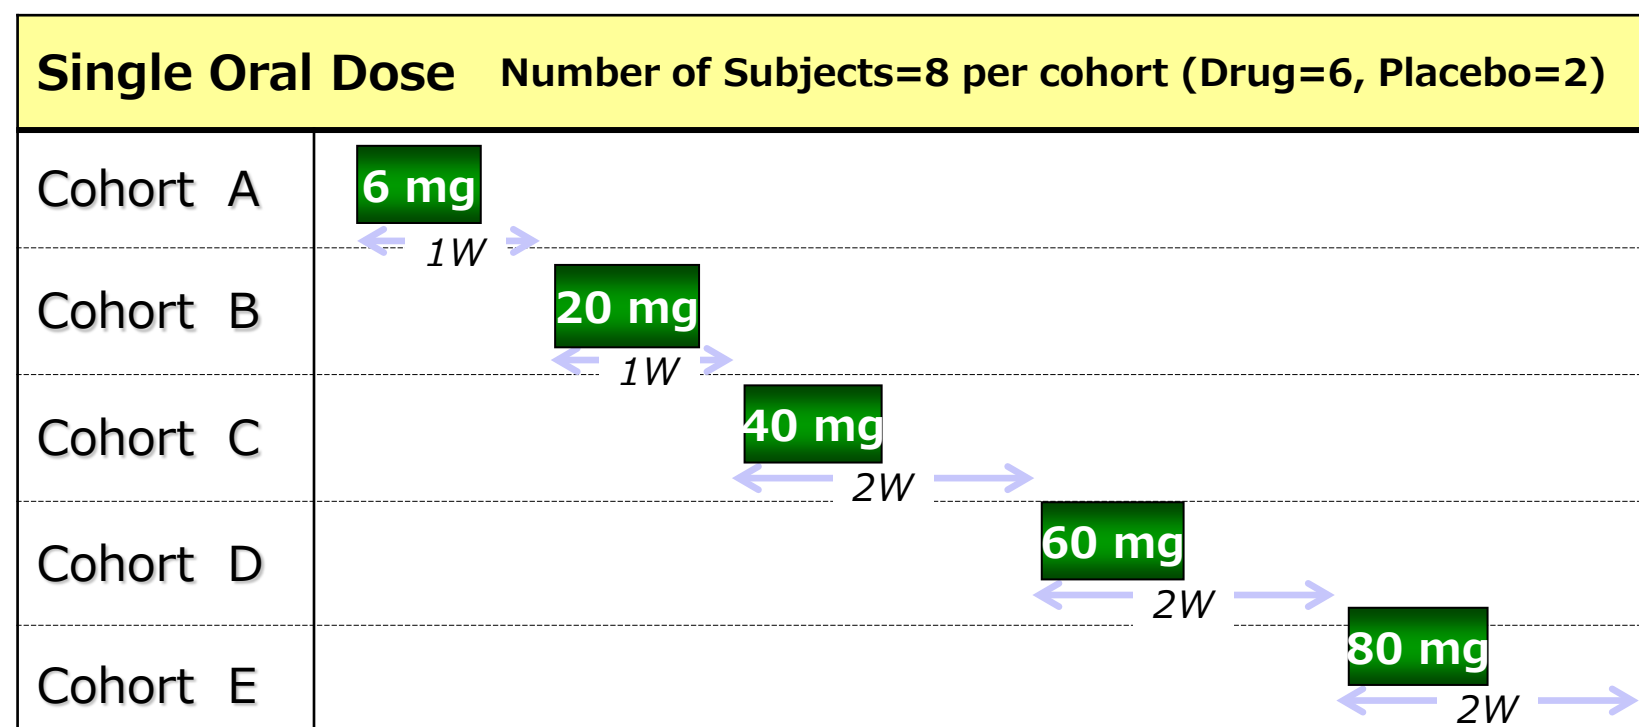 Single Oral Dose Number of Subjects=8 per cohort (Drug=6, Placebo=2)
Cohort A 6 mg
1W
Cohort B 20 mg
1W
Cohort C 40 mg
2W
Cohort D 60 mg
2W
Cohort E 80 mg
2W